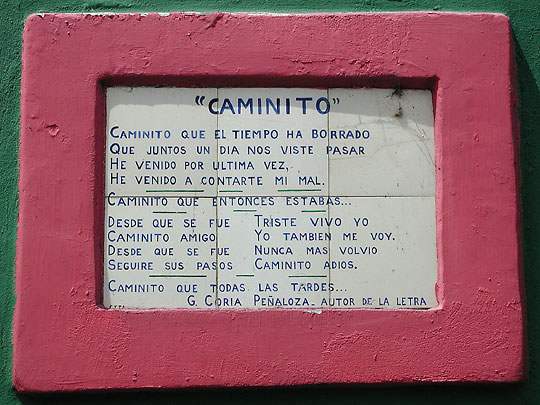 "CAMINITO"
CAMINITO QUE EL TIEMPO HA BORRADO
QUE JUNTOS UN DIA NOS VISTE PASAR
HE VENIDO POR ULTIMA VEZ,
HE VENIDO A CONTARTE MI MAL.
CAMINITO QUE ENTONCES ESTABAS...
DESDE QUE SE FUE TRISTE VIVO YO
CAMINITO AMIGO YO TAMBIEN ME VOY.
DESDE QUE SE FUE NUNCA MAS VOLVIO
SEGUIRE SUS PASOS CAMINITO ADIOS.
CAMINITO QUE TODAS LAS TARDES...
G. CORIA PEÑALOZA. AUTOR DE LA LETRA